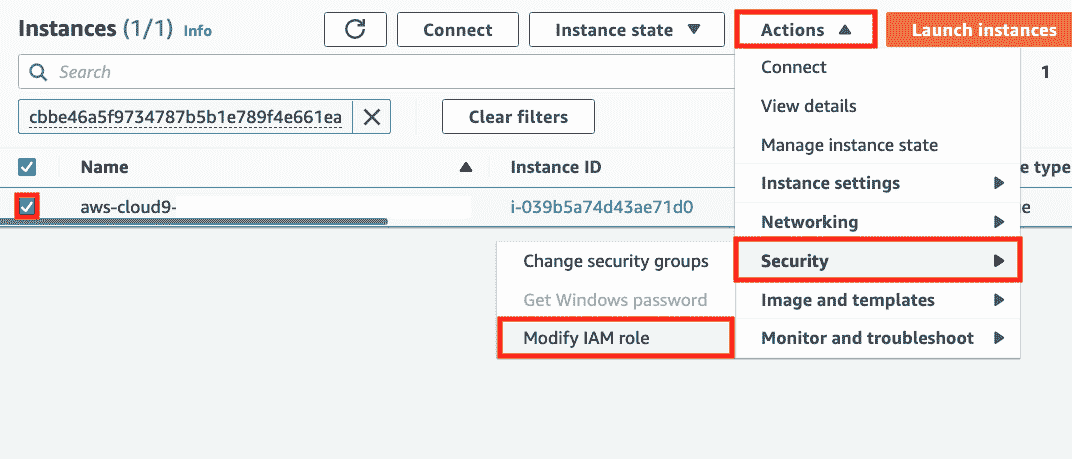 Instances (1/1) Info
Connect
Instance state
Actions
Launch instances
Search
1
cbbe46a5f9734787b5b1e789f4e661ea
Clear filters
Name
Instance ID
e type
aws-cloud9-
i-039b5a74d43ae71d0
Connect
View details
Manage instance state
Instance settings
Networking
Security
Image and templates
Monitor and troubleshoot
Change security groups
Get Windows password
Modify IAM role